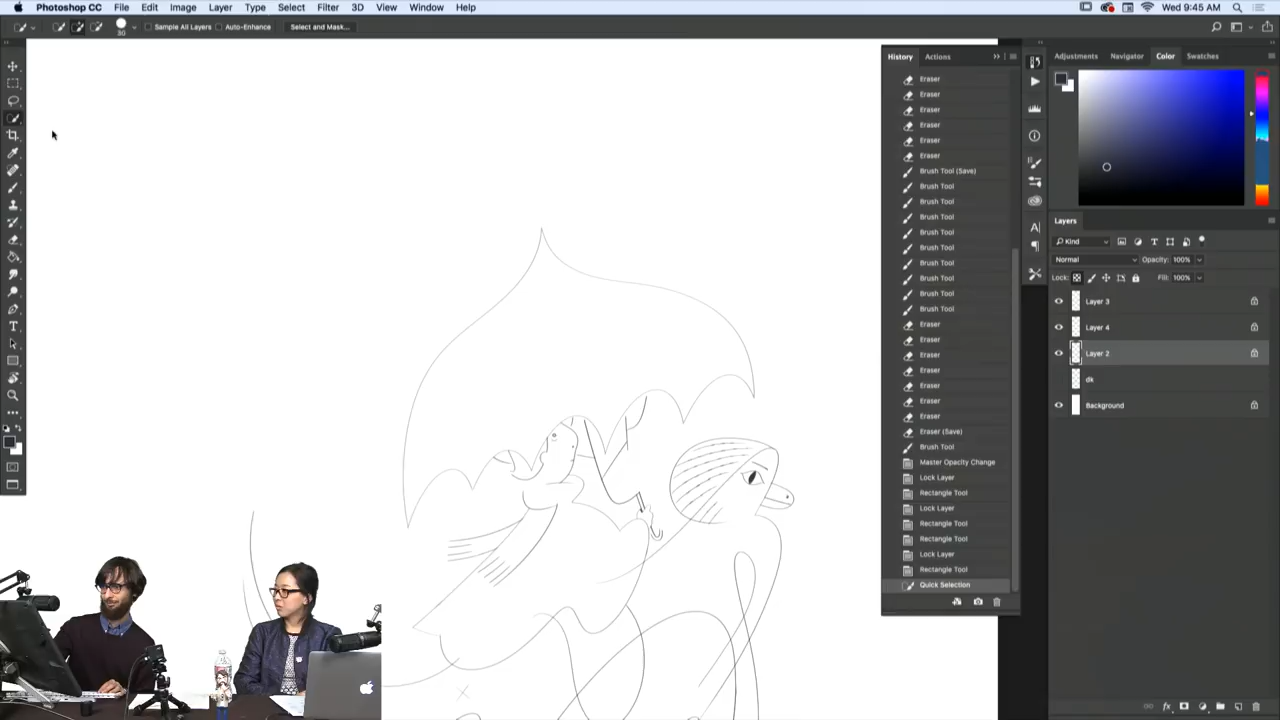 Photoshop CC File Edit Image Layer Type Select Filter 3D View Window Help Wed 9:45 AM
30 Sample All Layers Auto-Enhance Select and Mask...
History Actions
Adjustments Navigator Color Swatches
Eraser
Eraser
Eraser
Eraser
Eraser
Eraser
Brush Tool (Save)
Brush Tool
Brush Tool
Brush Tool
Brush Tool
Brush Tool
Brush Tool
Brush Tool
Brush Tool
Brush Tool
Eraser
Eraser
Eraser
Eraser
Eraser
Eraser
Eraser
Eraser (Save)
Brush Tool
Master Opacity Change
Lock Layer
Rectangle Tool
Lock Layer
Rectangle Tool
Rectangle Tool
Lock Layer
Rectangle Tool
Quick Selection
Layers
Kind
Normal Opacity: 100%
Lock: Fill: 100%
Layer 3
Layer 4
Layer 2
dk
Background